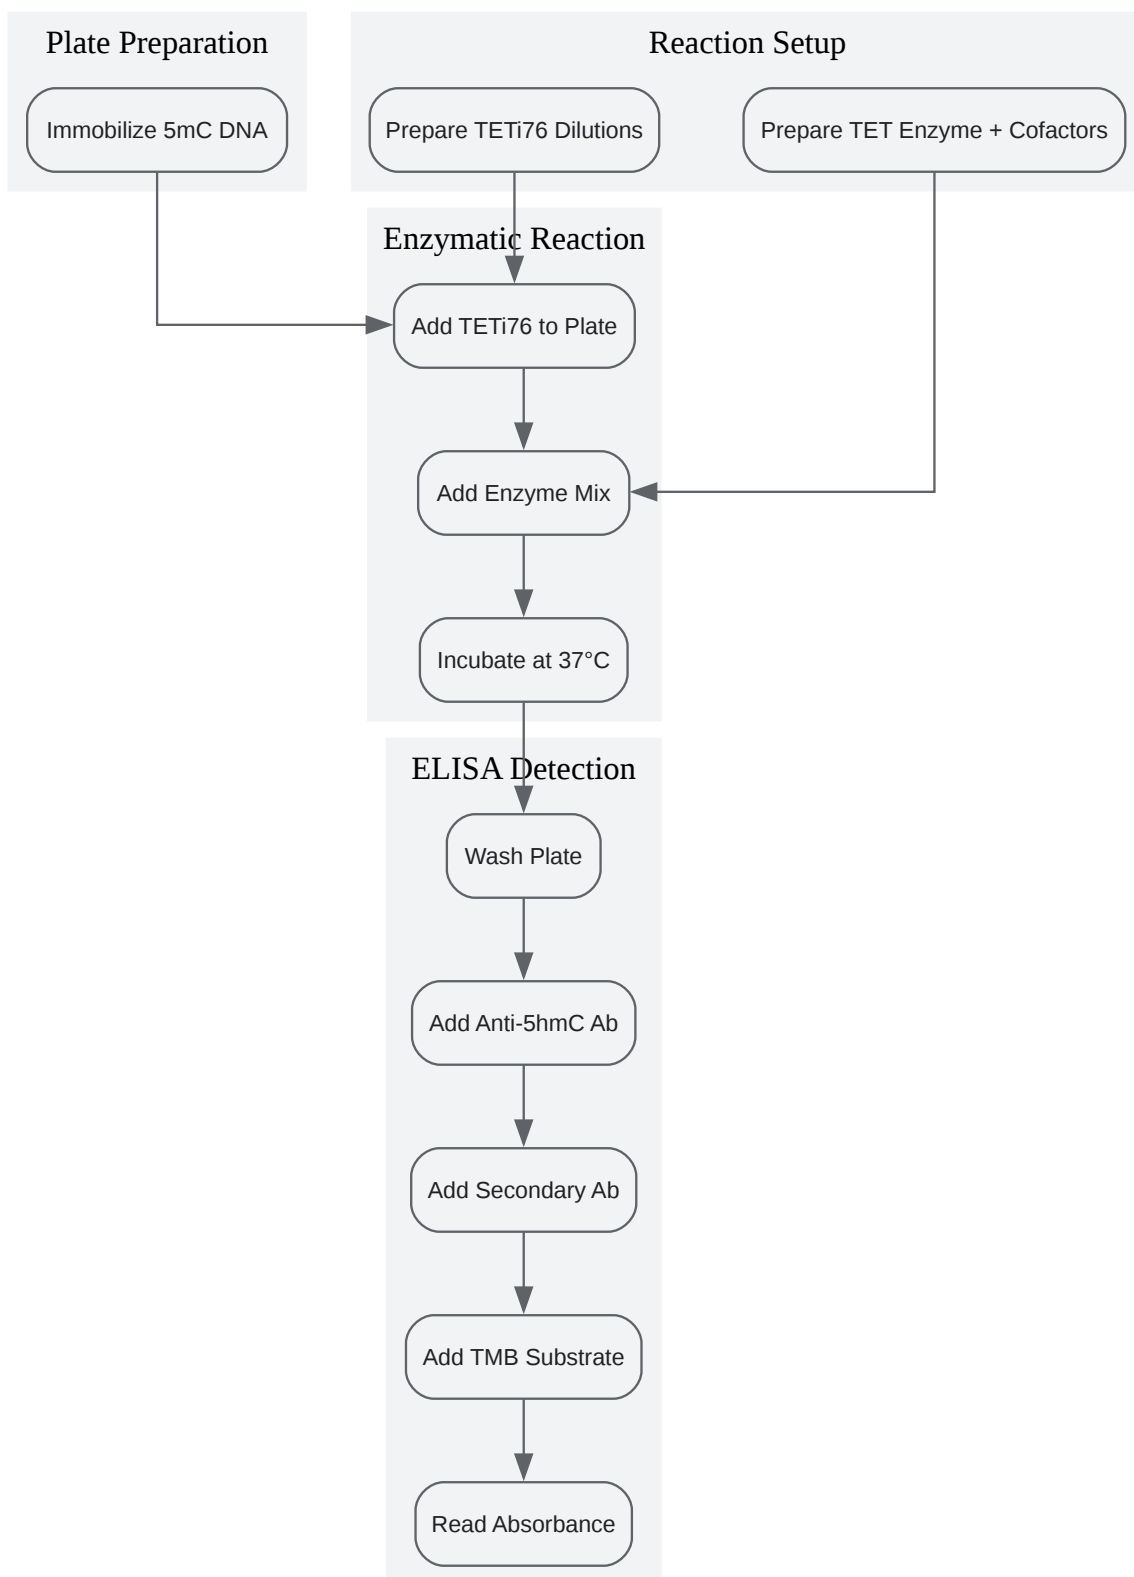 Plate Preparation
Reaction Setup
Immobilize 5mC DNA
Prepare TETi76 Dilutions
Prepare TET Enzyme + Cofactors
Enzymatic Reaction
Add TETi76 to Plate
Add Enzyme Mix
Incubate at 37°C
ELISA Detection
Wash Plate
Add Anti-5hmC Ab
Add Secondary Ab
Add TMB Substrate
Read Absorbance